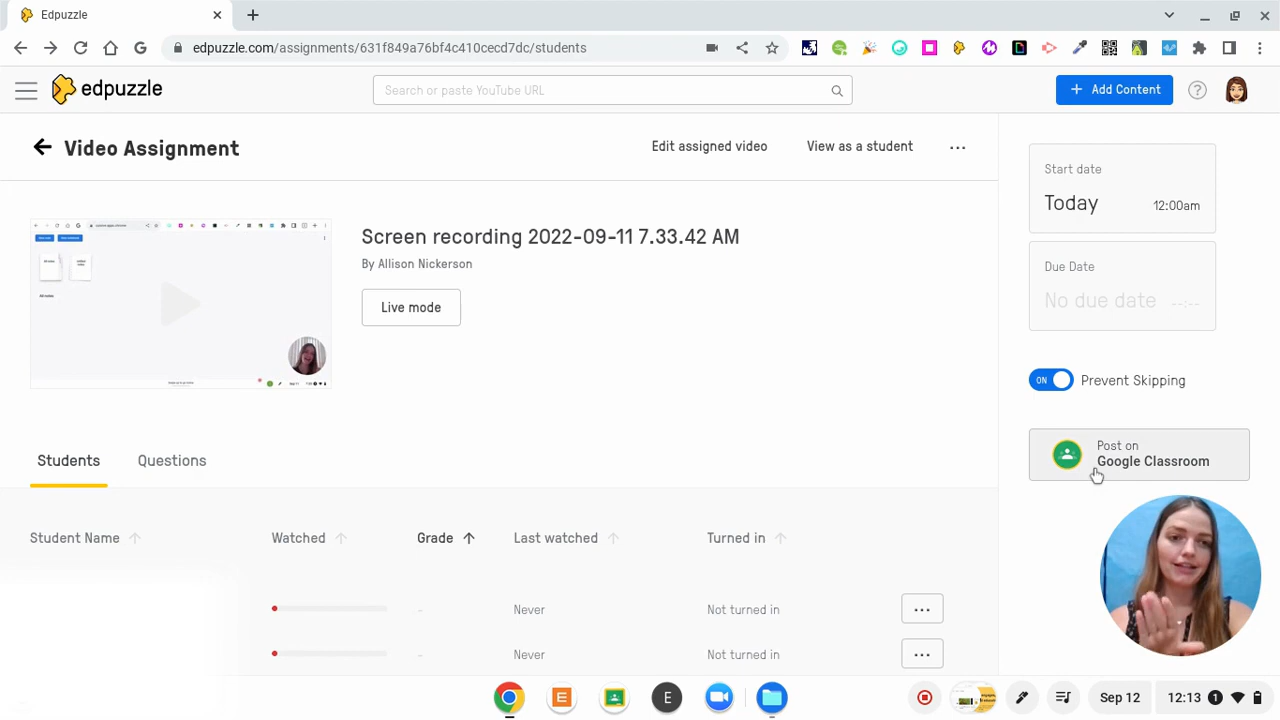 Edpuzzle
edpuzzle.com/assignments/631f849a76bf4c410cecd7dc/students
edpuzzle
Search or paste YouTube URL
+ Add Content
?
Video Assignment
Edit assigned video
View as a student
...
Start date
Today 12:00am
Due Date
No due date --:--
Screen recording 2022-09-11 7.33.42 AM
By Allison Nickerson
Live mode
ON Prevent Skipping
Post on
Google Classroom
Students
Questions
Student Name
Watched
Grade
Last watched
Turned in
- Never Not turned in ...
- Never Not turned in ...
E
Sep 12
12:13 1